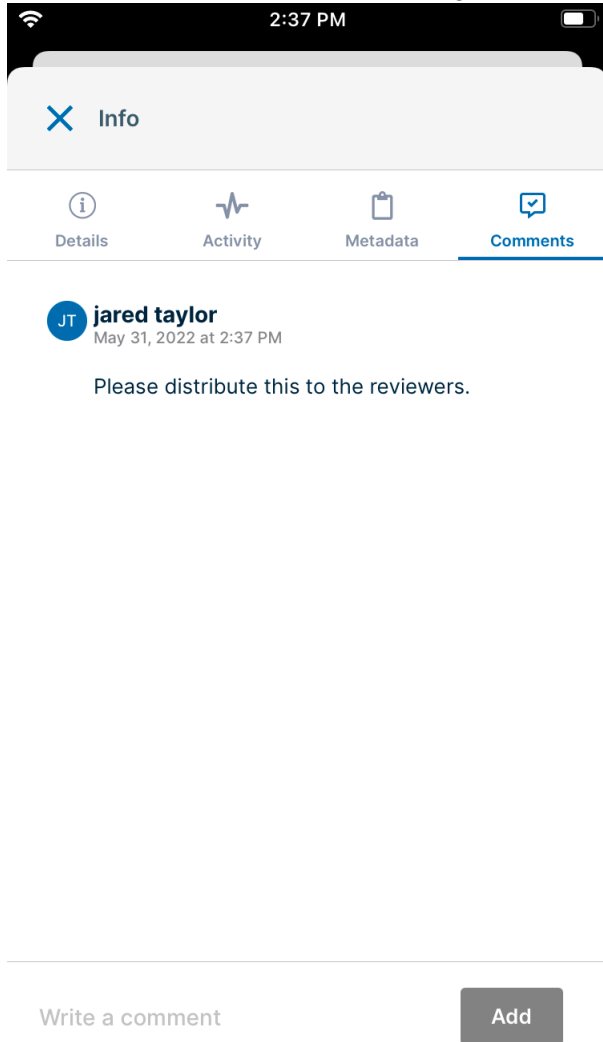 2:37 PM
Info
Details Activity Metadata Comments
JT jared taylor
May 31, 2022 at 2:37 PM
Please distribute this to the reviewers.
Write a comment Add